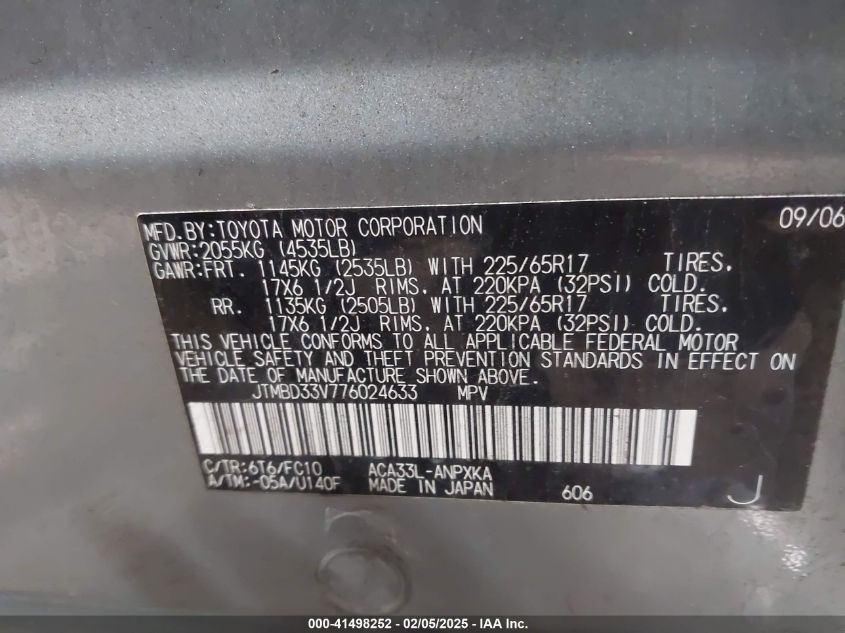 MFD.BY:TOYOTA MOTOR CORPORATION 09/06
GVWR:2055KG (4535LB)
GAWR:FRT. 1145KG (2535LB) WITH 225/65R17 TIRES,
17X6 1/2J RIMS, AT 220KPA (32PSI) COLD.
RR. 1135KG (2505LB) WITH 225/65R17 TIRES,
17X6 1/2J RIMS, AT 220KPA (32PSI) COLD.
THIS VEHICLE CONFORMS TO ALL APPLICABLE FEDERAL MOTOR
VEHICLE SAFETY AND THEFT PREVENTION STANDARDS IN EFFECT ON
THE DATE OF MANUFACTURE SHOWN ABOVE.
JTMBD33V776024633 MPV
C/TR:6T6/FC10 ACA33L-ANPXKA
A/TM:-05A/U140F MADE IN JAPAN 606 J
000-41498252 - 02/05/2025 - IAA Inc.